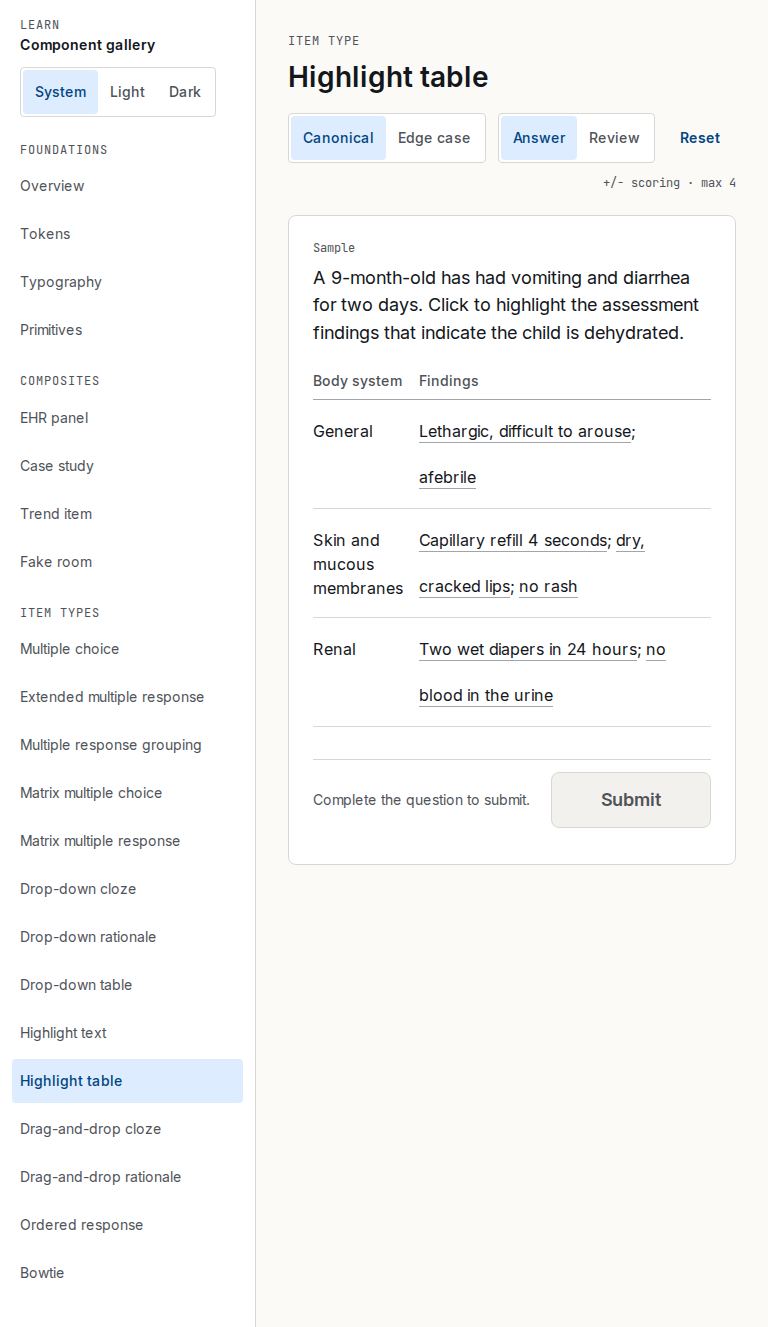 LEARN
Component gallery
System Light Dark
FOUNDATIONS
Overview
Tokens
Typography
Primitives
COMPOSITES
EHR panel
Case study
Trend item
Fake room
ITEM TYPES
Multiple choice
Extended multiple response
Multiple response grouping
Matrix multiple choice
Matrix multiple response
Drop-down cloze
Drop-down rationale
Drop-down table
Highlight text
Highlight table
Drag-and-drop cloze
Drag-and-drop rationale
Ordered response
Bowtie
ITEM TYPE
Highlight table
Canonical Edge case Answer Review Reset
+/- scoring · max 4
Sample
A 9-month-old has had vomiting and diarrhea
for two days. Click to highlight the assessment
findings that indicate the child is dehydrated.
Body system Findings
General Lethargic, difficult to arouse;
afebrile
Skin and
mucous
membranes
Capillary refill 4 seconds; dry,
cracked lips; no rash
Renal Two wet diapers in 24 hours; no
blood in the urine
Complete the question to submit. Submit